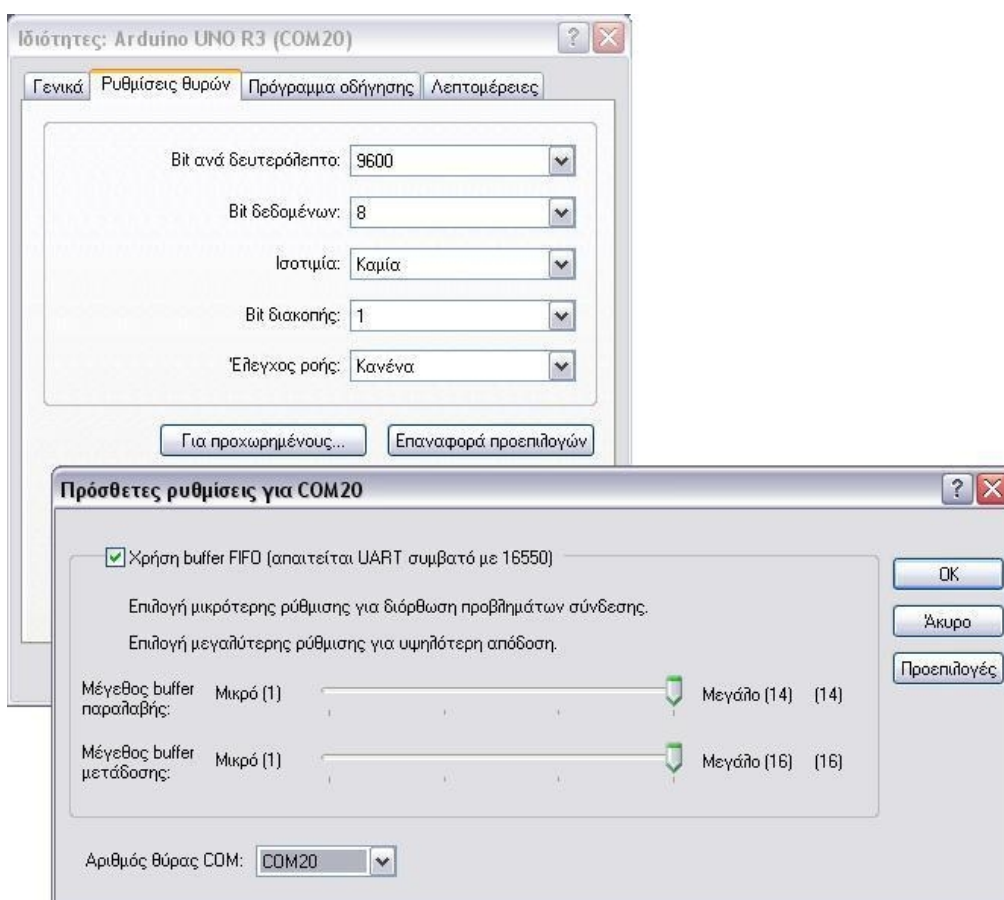 Ιδιότητες: Arduino UNO R3 (COM20)
Γενικά Ρυθμίσεις θυρών Πρόγραμμα οδήγησης Λεπτομέρειες
Bit ανά δευτερόλεπτο: 9600
Bit δεδομένων: 8
Ισοτιμία: Καμία
Bit διακοπής: 1
Έλεγχος ροής: Κανένα
Για προχωρημένους... Επαναφορά προεπιλογών
Πρόσθετες ρυθμίσεις για COM20
Χρήση buffer FIFO (απαιτείται UART συμβατό με 16550)
OK
Επιλογή μικρότερης ρύθμισης για διόρθωση προβλημάτων σύνδεσης.
Άκυρο
Επιλογή μεγαλύτερης ρύθμισης για υψηλότερη απόδοση.
Προεπιλογές
Μέγεθος buffer
παραλαβής: Μικρό (1) Μεγάλο (14) (14)
Μέγεθος buffer
μετάδοσης: Μικρό (1) Μεγάλο (16) (16)
Αριθμός θύρας COM: COM20